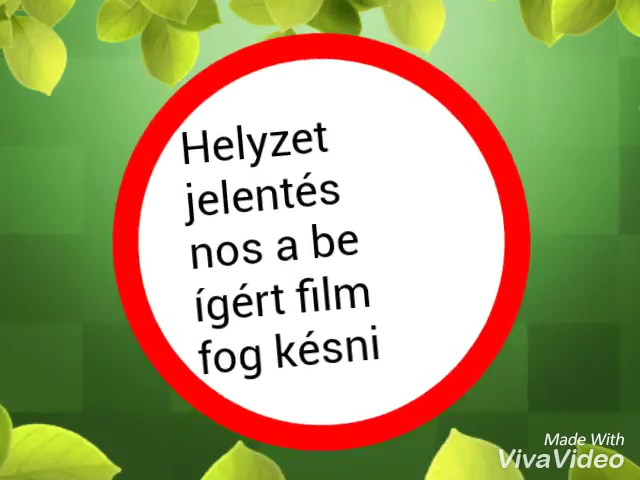 Helyzet
jelentés
nos a be
ígért film
fog késni
Made With
VivaVideo